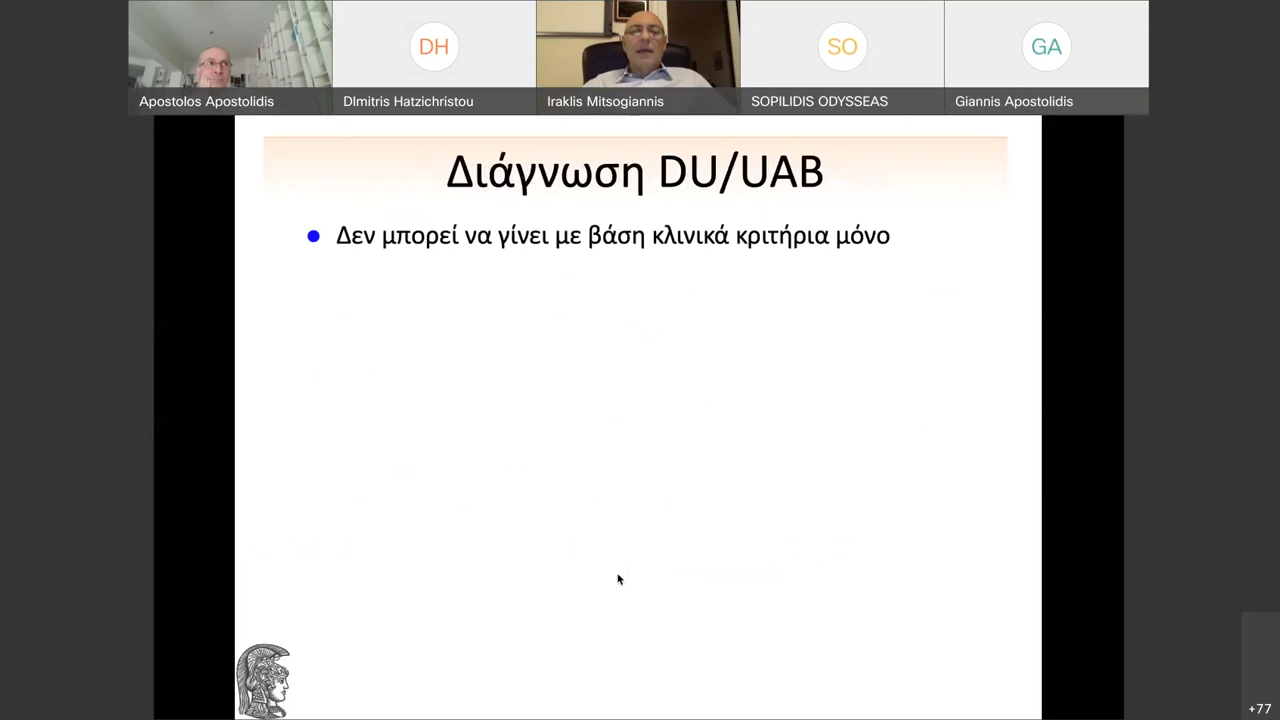 DH
SO
GA
Apostolos Apostolidis
DImitris Hatzichristou
Iraklis Mitsogiannis
SOPILIDIS ODYSSEAS
Giannis Apostolidis
Διάγνωση DU/UAB
Δεν μπορεί να γίνει με βάση κλινικά κριτήρια μόνο
+77